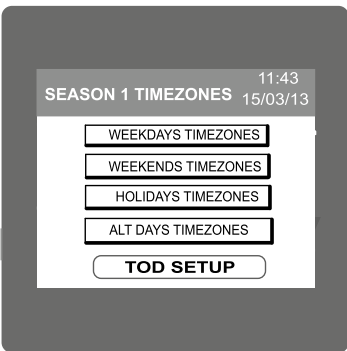 11:43
SEASON 1 TIMEZONES 15/03/13
WEEKDAYS TIMEZONES
WEEKENDS TIMEZONES
HOLIDAYS TIMEZONES
ALT DAYS TIMEZONES
TOD SETUP